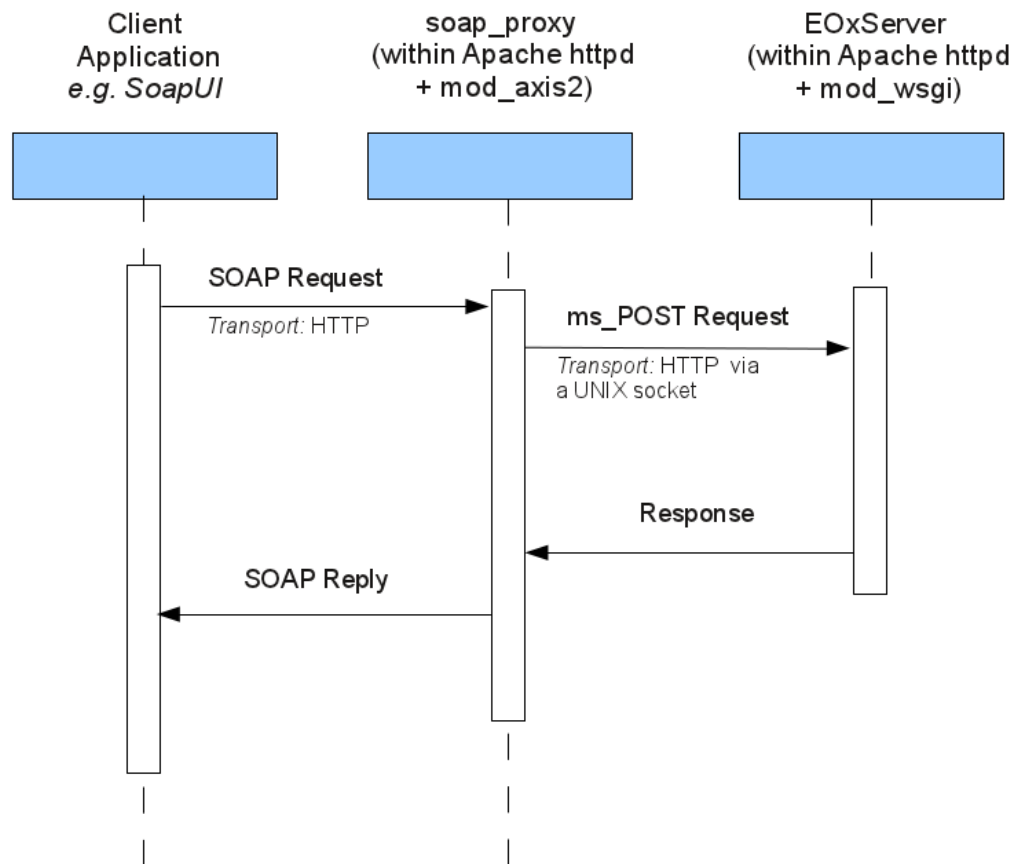 Client
Application
e.g. SoapUI
soap_proxy
(within Apache httpd
+ mod_axis2)
EOxServer
(within Apache httpd
+ mod_wsgi)
SOAP Request
Transport: HTTP
ms_POST Request
Transport: HTTP via
a UNIX socket
Response
SOAP Reply